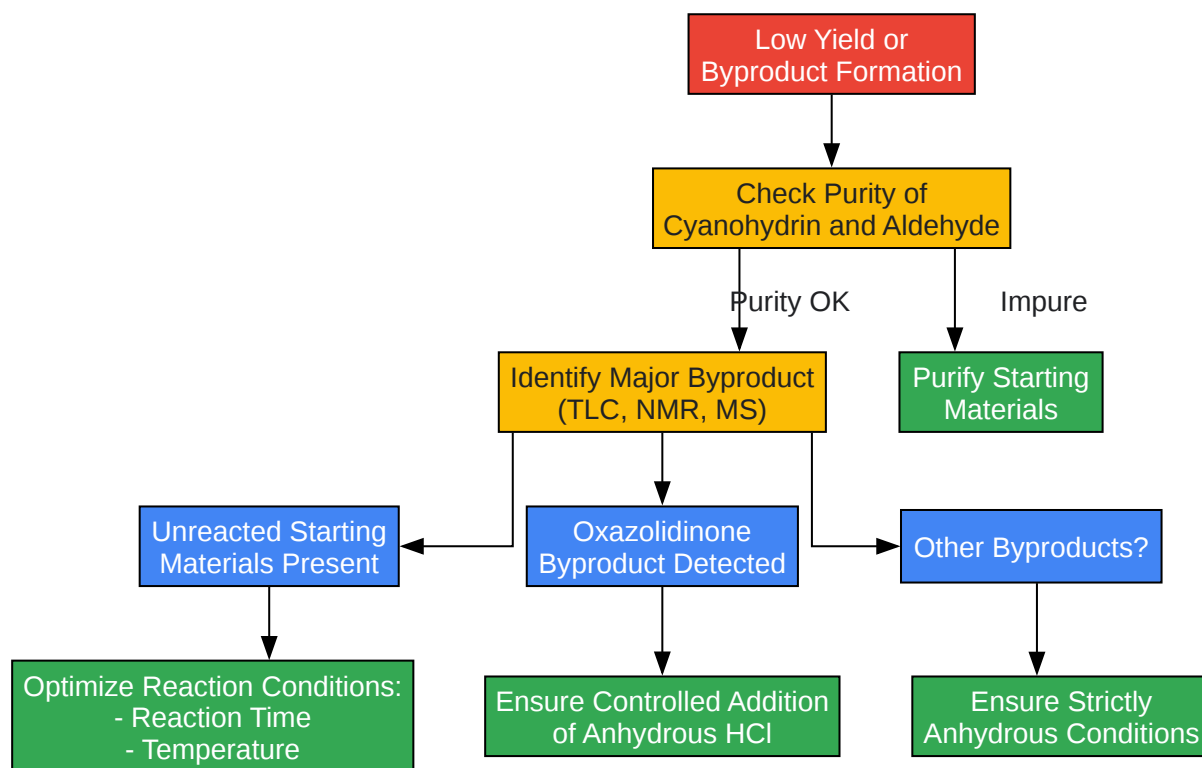 Low Yield or
Byproduct Formation
Check Purity of
Cyanohydrin and Aldehyde
Purity OK
Impure
Identify Major Byproduct
(TLC, NMR, MS)
Purify Starting
Materials
Unreacted Starting
Materials Present
Oxazolidinone
Byproduct Detected
Other Byproducts?
Optimize Reaction Conditions:
- Reaction Time
- Temperature
Ensure Controlled Addition
of Anhydrous HCl
Ensure Strictly
Anhydrous Conditions